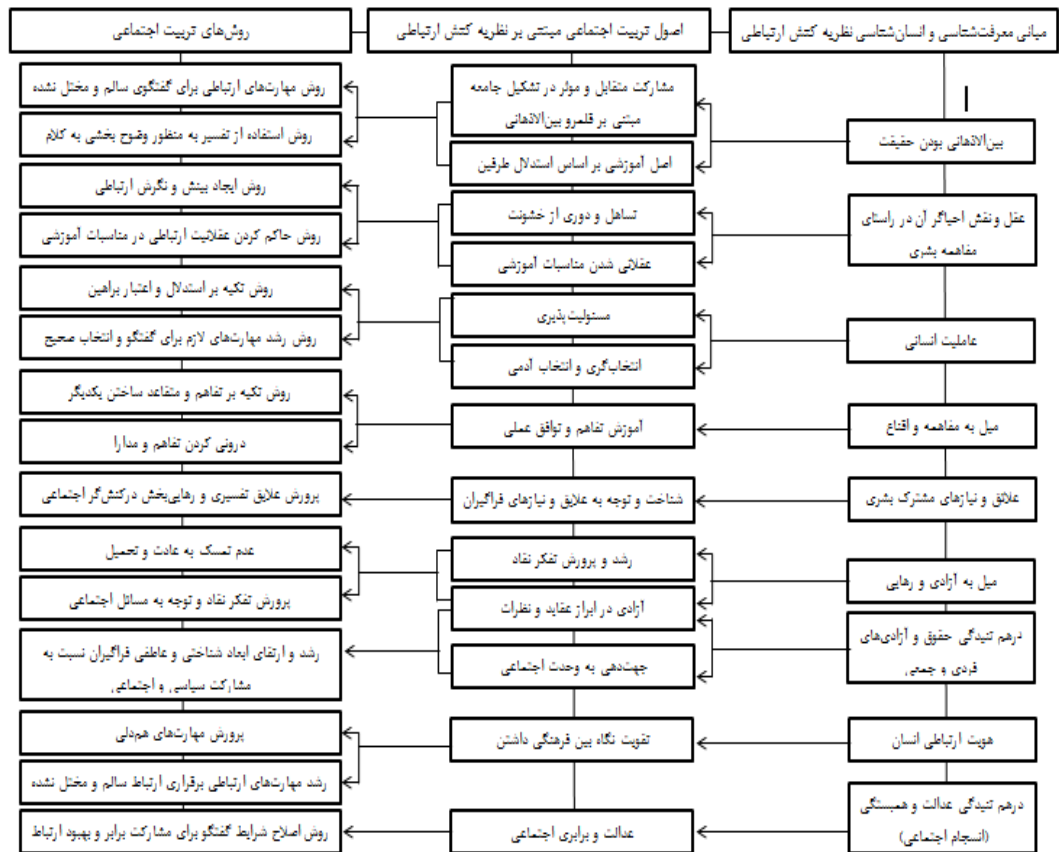 مبانی معرفت‌شناسی و انسان‌شناسی نظریه کنش ارتباطی
اصول تربیت اجتماعی مبتنی بر نظریه کنش ارتباطی
روش‌های تربیت اجتماعی
بین‌الاذهانی بودن حقیقت
مشارکت متقابل و موثر در تشکیل جامعه
مبتنی بر قلمرو بین‌الاذهانی
اصل آموزشی بر اساس استدلال طرفین
روش مهارت‌های ارتباطی برای گفتگوی سالم و مختل نشده
روش استفاده از تفسیر به منظور وضوح بخشی به کلام
عقل ونقش احیاگر آن در راستای
مفاهمه بشری
تساهل و دوری از خشونت
عقلانی شدن مناسبات آموزشی
روش ایجاد بینش و نگرش ارتباطی
روش حاکم کردن عقلانیت ارتباطی در مناسبات آموزشی
عاملیت انسانی
مسئولیت‌پذیری
انتخاب‌گری و انتخاب آدمی
روش تکیه بر استدلال و اعتبار براهین
روش رشد مهارت‌های لازم برای گفتگو و انتخاب صحیح
میل به مفاهمه و اقناع
آموزش تفاهم و توافق عملی
روش تکیه بر تفاهم و متقاعد ساختن یکدیگر
درونی کردن تفاهم و مدارا
علائق و نیازهای مشترک بشری
شناخت و توجه به علایق و نیازهای فراگیران
پرورش علایق تفسیری و رهایی‌بخش درکنش‌گر اجتماعی
میل به آزادی و رهایی
رشد و پرورش تفکر نقاد
آزادی در ابراز عقاید و نظرات
عدم تمسک به عادت و تحمیل
پرورش تفکر نقاد و توجه به مسائل اجتماعی
درهم تنیدگی حقوق و آزادی‌های
فردی و جمعی
جهت‌دهی به وحدت اجتماعی
رشد و ارتقای ابعاد شناختی و عاطفی فراگیران نسبت به
مشارکت سیاسی و اجتماعی
هویت ارتباطی انسان
تقویت نگاه بین فرهنگی داشتن
پرورش مهارت‌های هم‌دلی
رشد مهارت‌های ارتباطی برقراری ارتباط سالم و مختل نشده
درهم تنیدگی عدالت و همبستگی
(انسجام اجتماعی)
عدالت و برابری اجتماعی
روش اصلاح شرایط گفتگو برای مشارکت برابر و بهبود ارتباط